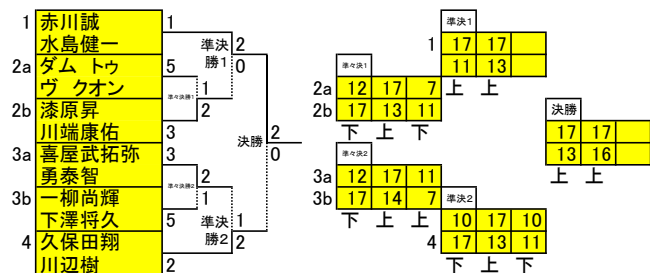 1 赤川誠 1
水島健一 準決勝1 2
2a ダム トゥ 5 0
ヴ クオン 準々決勝1 1
2b 漆原昇 2
川端康佑 3 決勝 2
3a 喜屋武拓弥 3 0
勇泰智 準々決勝2 2
3b 一柳尚輝 1
下澤将久 5 準決勝2 1
4 久保田翔 2
川辺樹 2
準決1
1 17 17
11 13
上 上
準々決1
2a 12 17 7
2b 17 13 11
下 上 下
決勝
17 17
13 16
上 上
準々決2
3a 12 17 11
3b 17 14 7
下 上 上
準決2
10 17 10
4 17 13 11
下 上 下